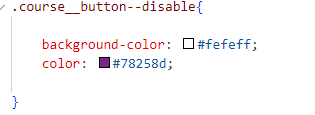 .course__button--disable{
background-color: #fefeff;
color: #78258d;
}